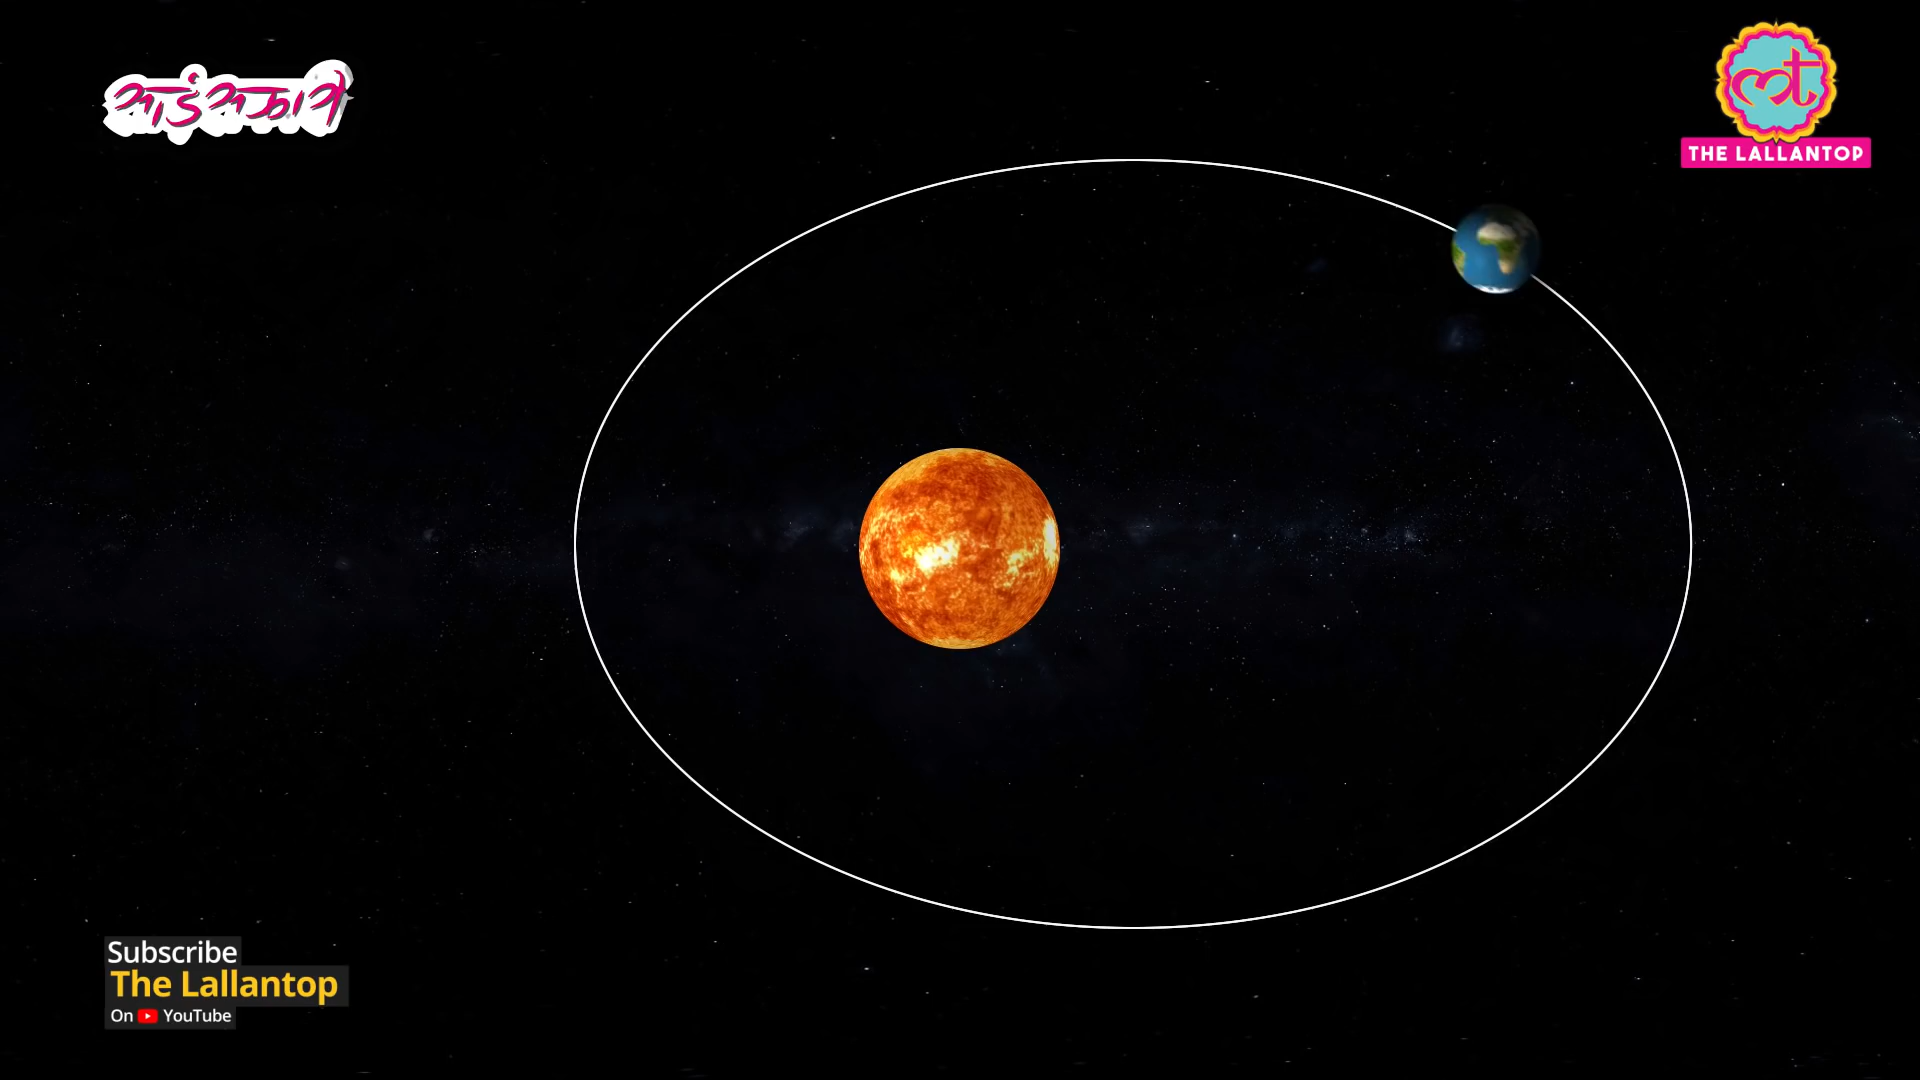 साइंसकारी
THE LALLANTOP
Subscribe
The Lallantop
On YouTube